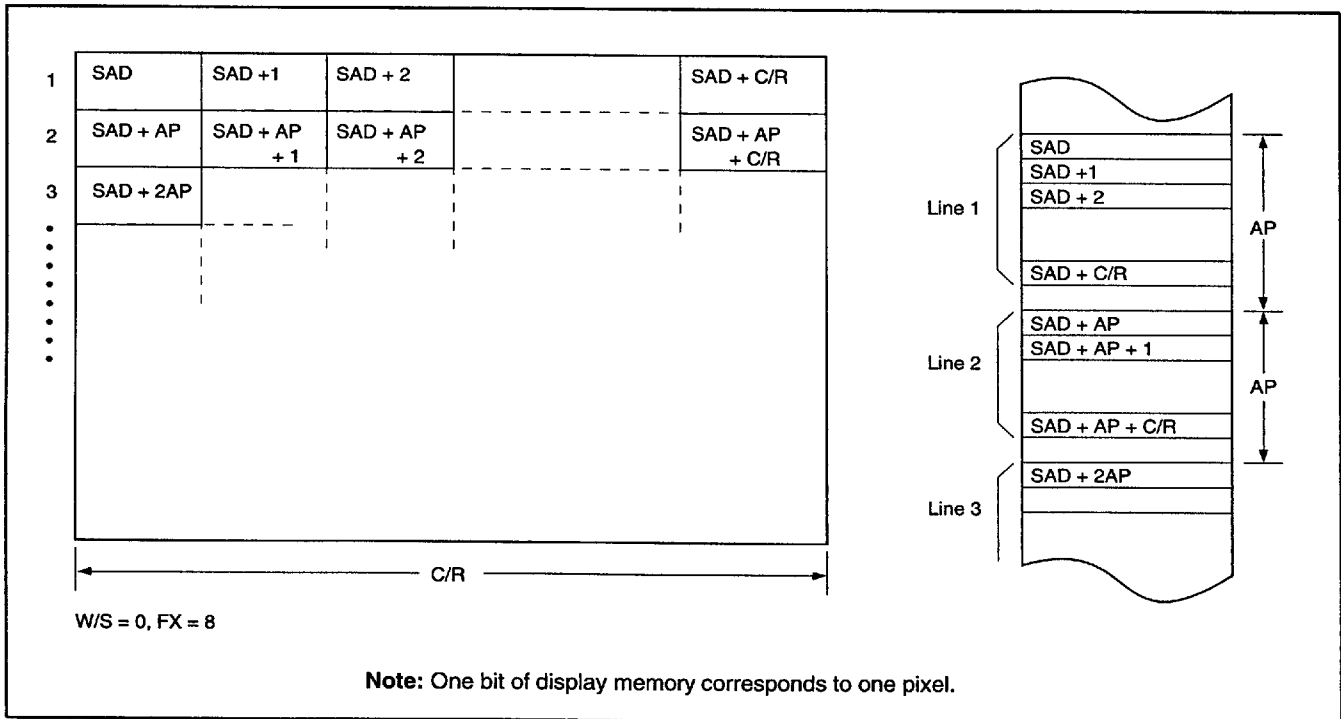 1 SAD SAD +1 SAD + 2 SAD + C/R
2 SAD + AP SAD + AP + 1 SAD + AP + 2 SAD + AP + C/R
3 SAD + 2AP
C/R
W/S = 0, FX = 8
Line 1
SAD
SAD +1
SAD + 2
SAD + C/R
AP
Line 2
SAD + AP
SAD + AP + 1
SAD + AP + C/R
AP
Line 3
SAD + 2AP
Note: One bit of display memory corresponds to one pixel.